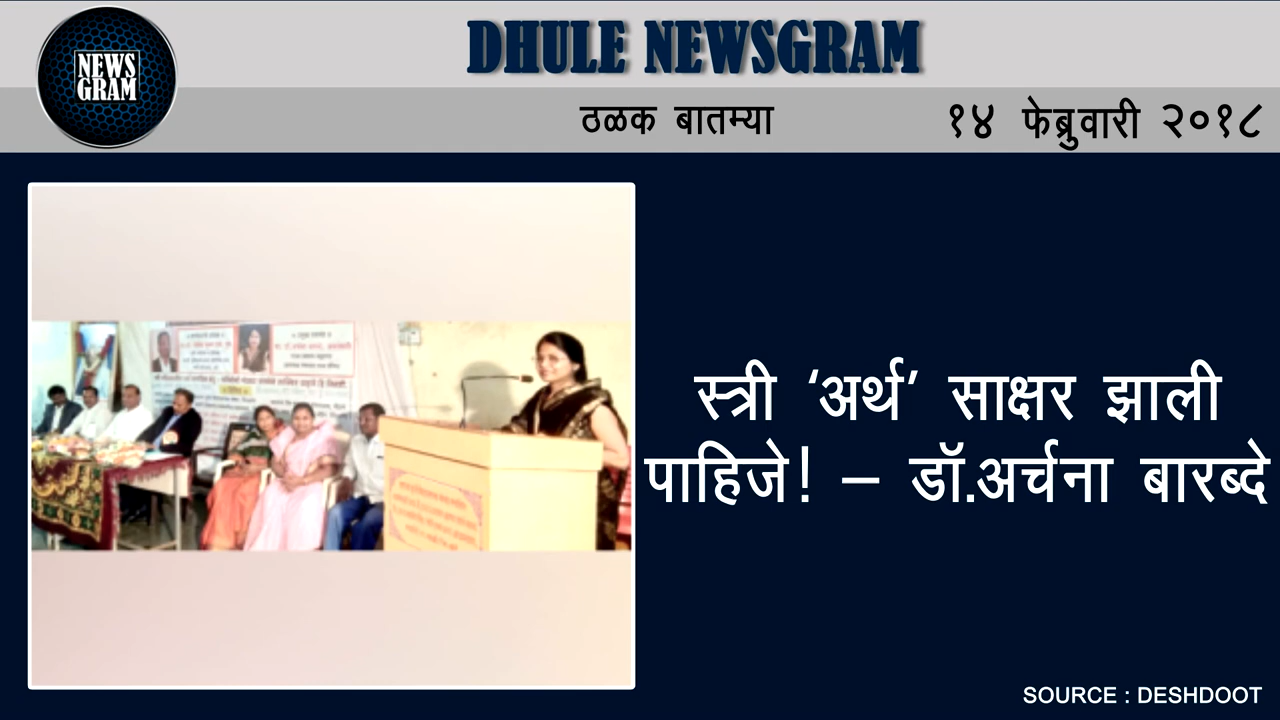 NEWS
GRAM
DHULE NEWSGRAM
ठळक बातम्या
१४ फेब्रुवारी २०१८
स्त्री ‘अर्थ’ साक्षर झाली
पाहिजे! – डॉ.अर्चना बारब्दे
SOURCE : DESHDOOT